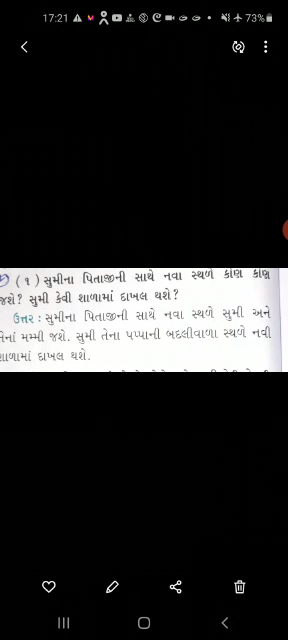 17:21
73%
(૧) સુમીના પિતાજીની સાથે નવા સ્થળે કોણ કોણ
જશે? સુમી કેવી શાળામાં દાખલ થશે?
ઉત્તર : સુમીના પિતાજીની સાથે નવા સ્થળે સુમી અને
તેનાં મમ્મી જશે. સુમી તેના પપ્પાની બદલીવાળા સ્થળે નવી
શાળામાં દાખલ થશે.